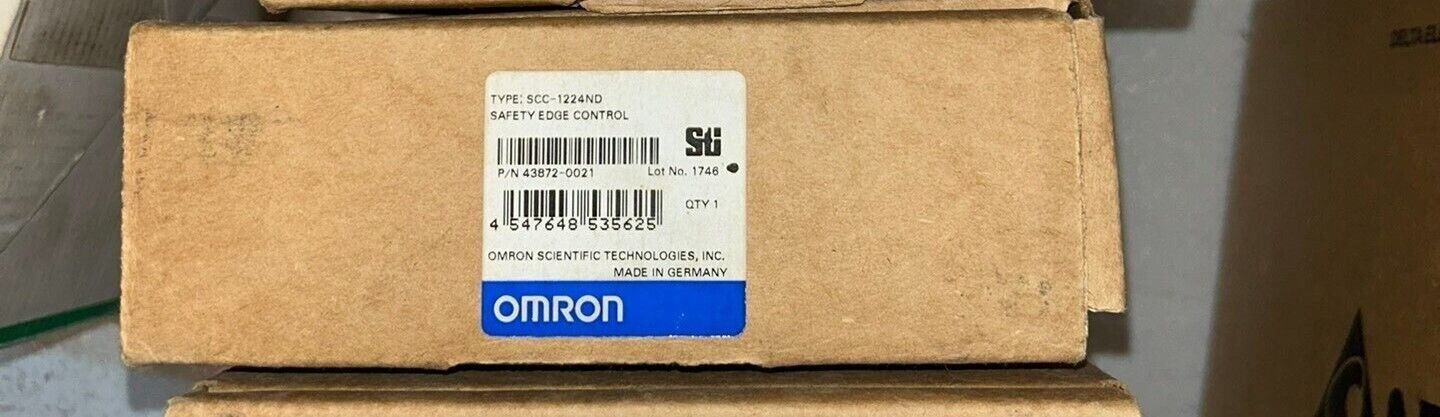 TYPE: SCC-1224ND
SAFETY EDGE CONTROL
Sti
P/N 43872-0021 Lot No. 1746
QTY 1
4 547648 535625
OMRON SCIENTIFIC TECHNOLOGIES, INC.
MADE IN GERMANY
OMRON